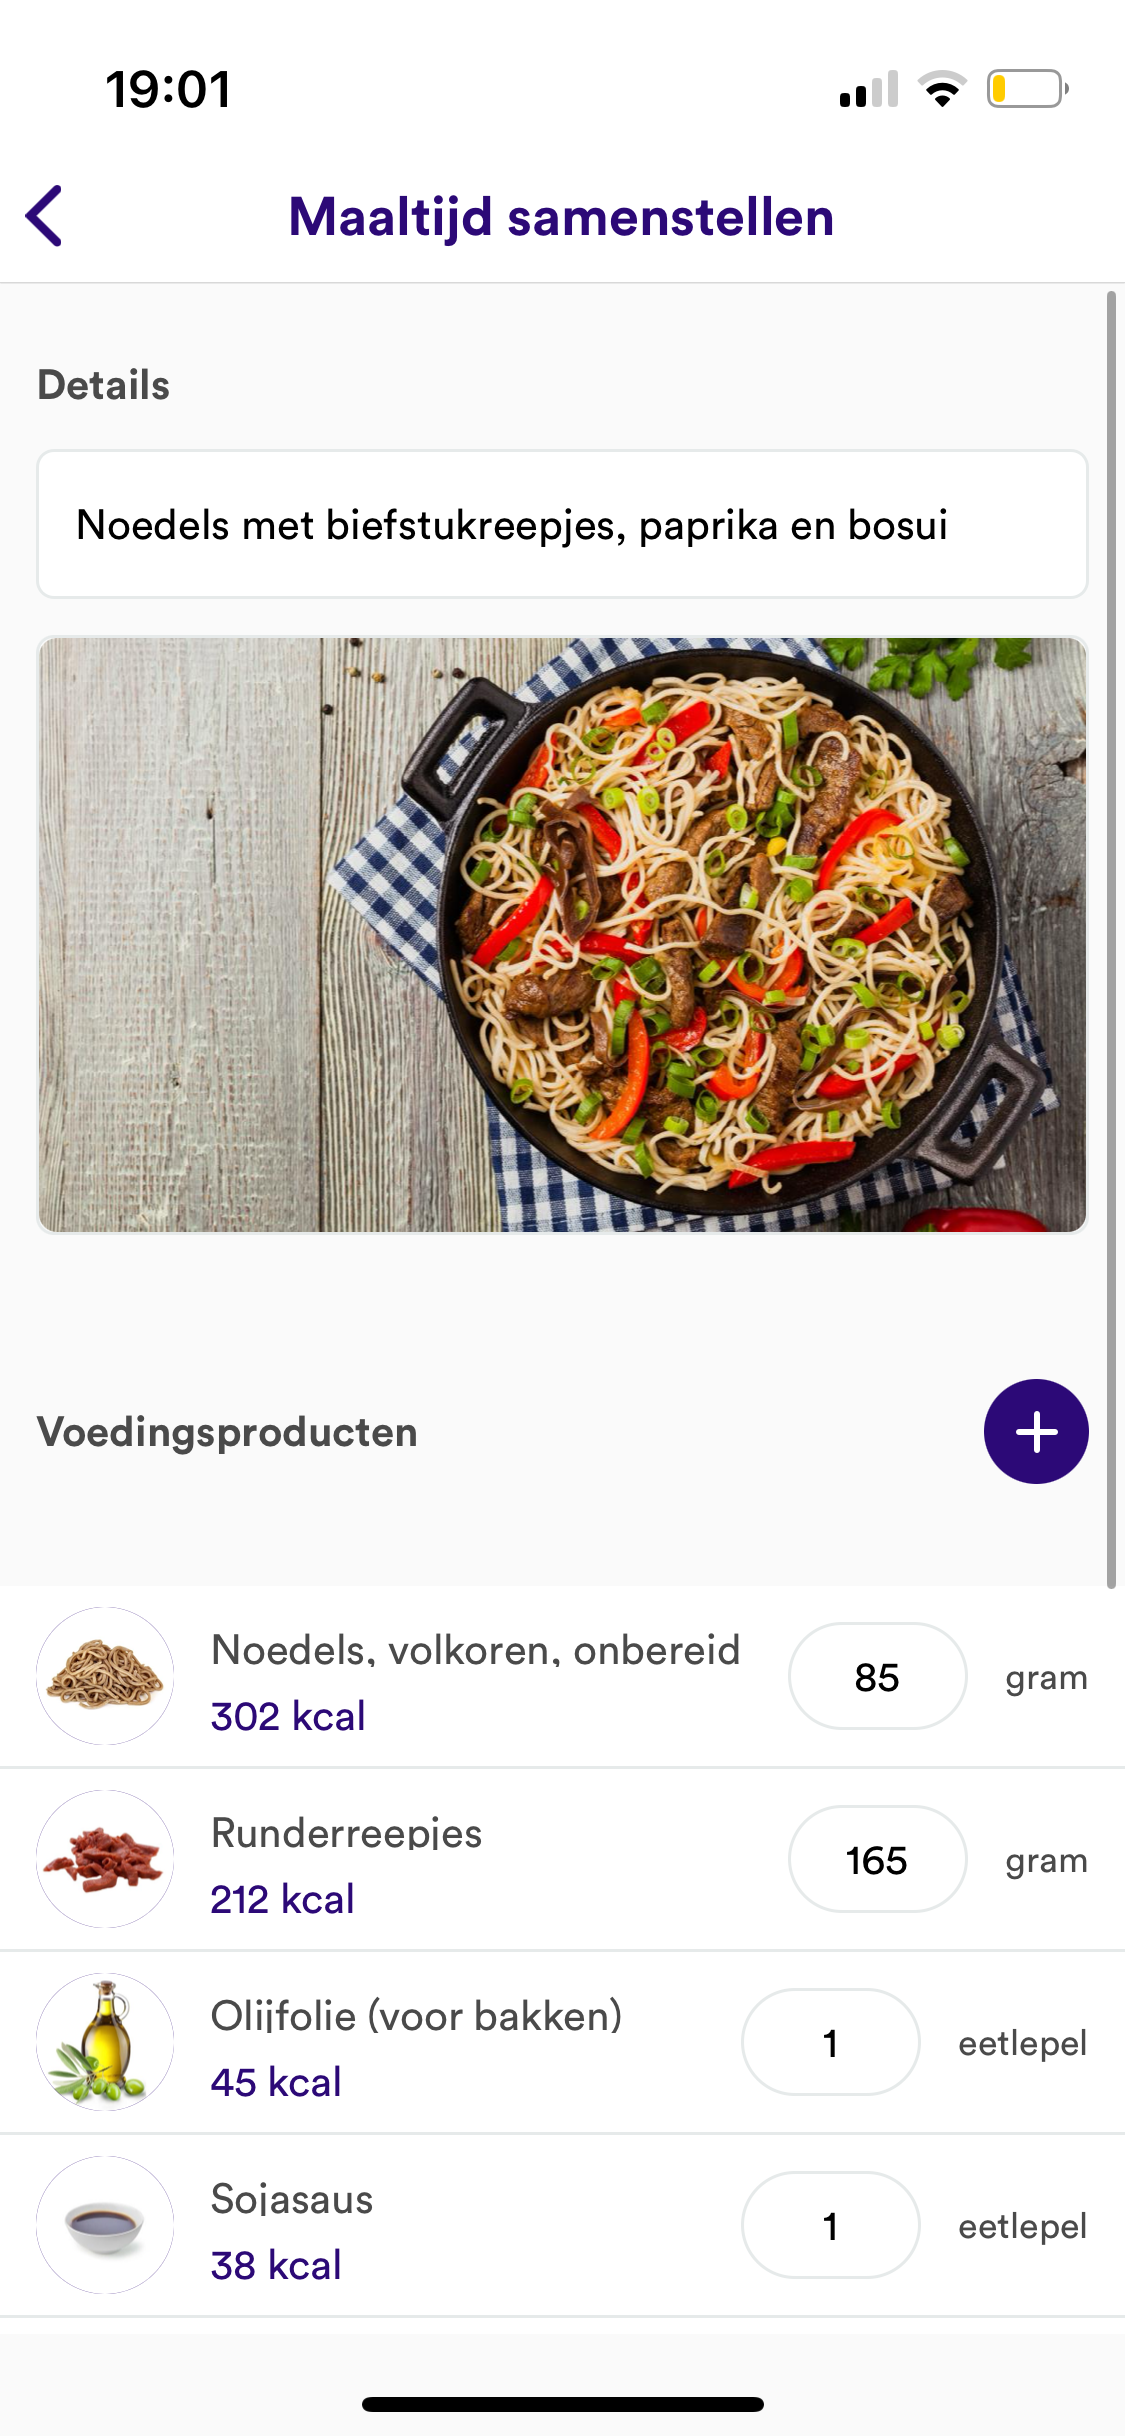 19:01
Maaltijd samenstellen
Details
Noedels met biefstukreepjes, paprika en bosui
Voedingsproducten
Noedels, volkoren, onbereid
302 kcal
85 gram
Runderreepjes
212 kcal
165 gram
Olijfolie (voor bakken)
45 kcal
1 eetlepel
Sojasaus
38 kcal
1 eetlepel